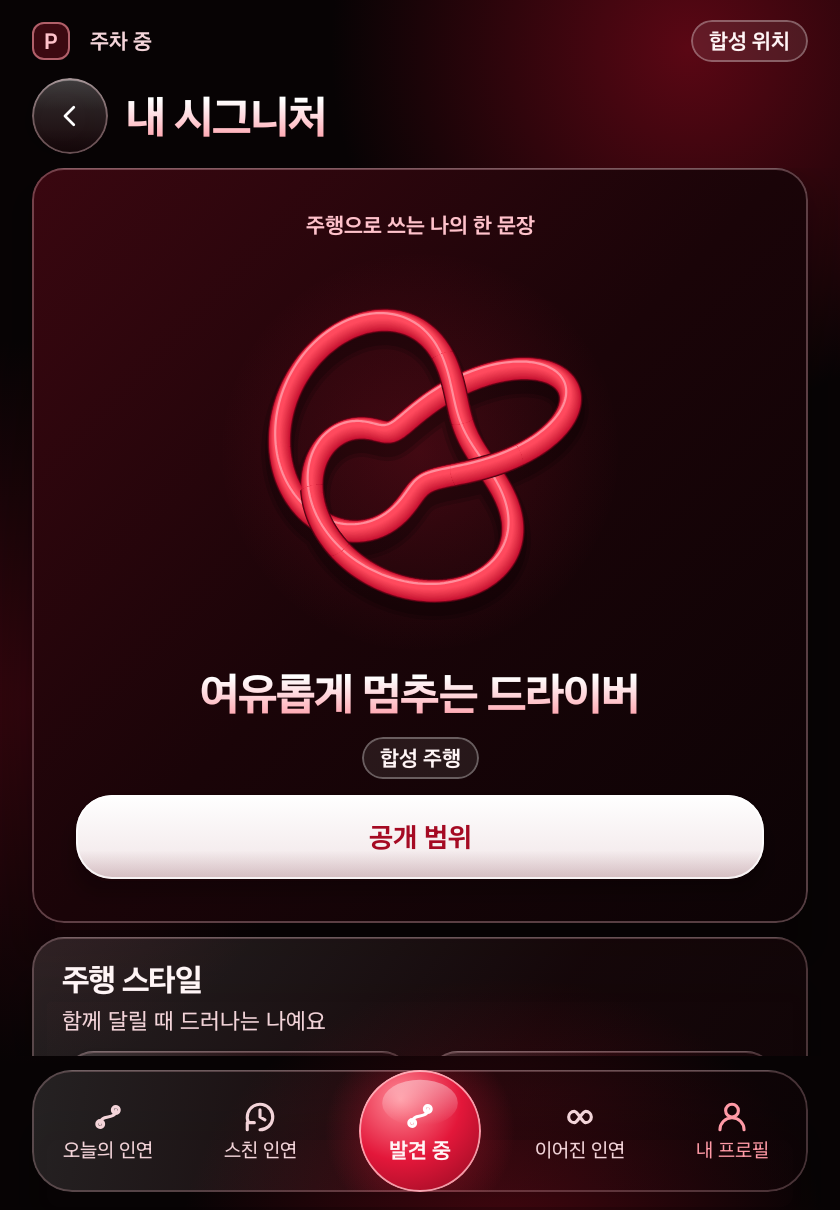 P 주차 중
합성 위치
내 시그니처
주행으로 쓰는 나의 한 문장
여유롭게 멈추는 드라이버
합성 주행
공개 범위
주행 스타일
함께 달릴 때 드러나는 나예요
오늘의 인연
스친 인연
발견 중
이어진 인연
내 프로필